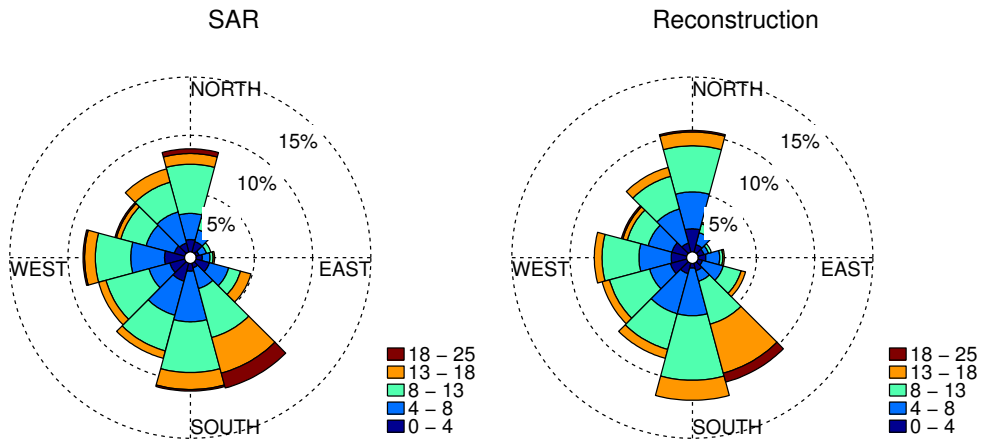 SAR
NORTH
15%
10%
5%
WEST
EAST
SOUTH
18 − 25
13 − 18
8 − 13
4 − 8
0 − 4
Reconstruction
NORTH
15%
10%
5%
WEST
EAST
SOUTH
18 − 25
13 − 18
8 − 13
4 − 8
0 − 4